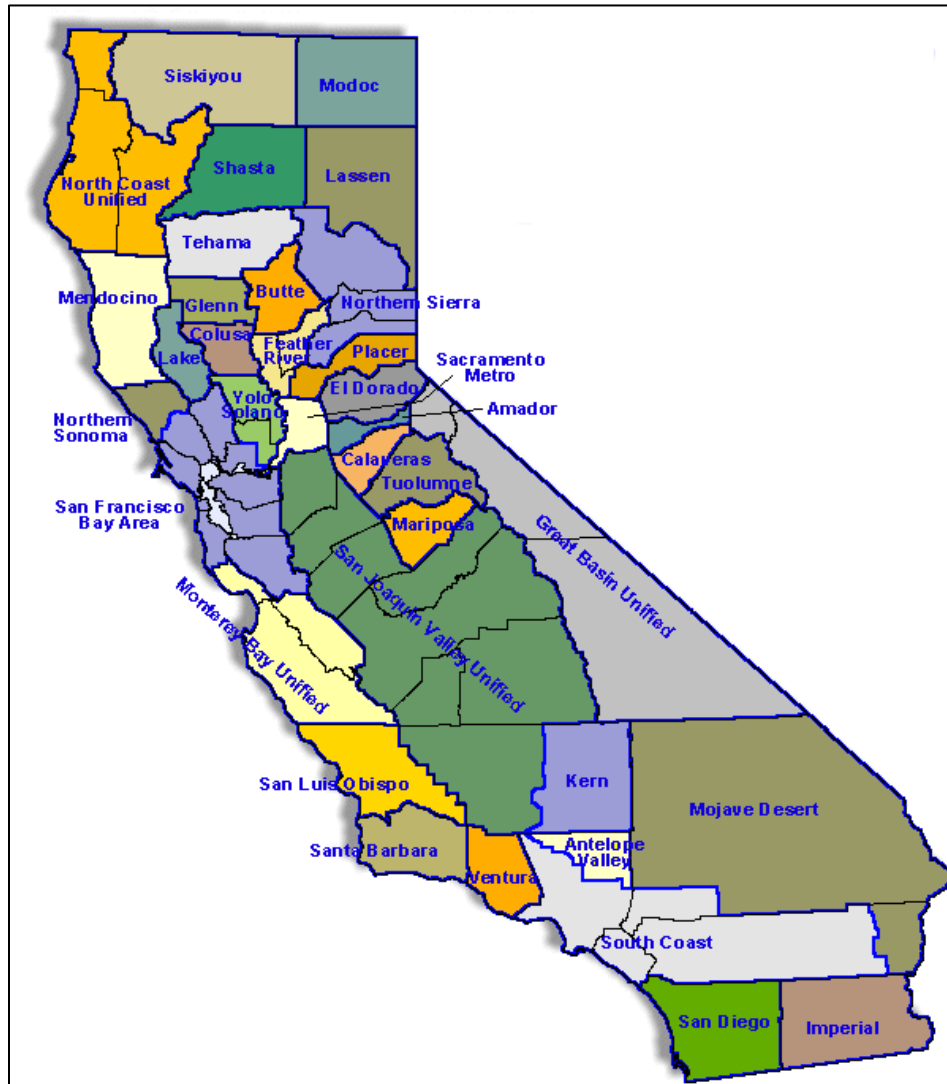 Siskiyou
Modoc
North Coast
Unified
Shasta
Lassen
Tehama
Mendocino
Glenn
Butte
Northern Sierra
Colusa
Lake
Feather
River
Placer
Sacramento
Metro
El Dorado
Yolo
Solano
Amador
Northern
Sonoma
Calaveras
Tuolumne
San Francisco
Bay Area
Mariposa
Great Basin Unified
San Joaquin Valley Unified
Monterey Bay Unified
San Luis Obispo
Kern
Mojave Desert
Santa Barbara
Antelope
Valley
Ventura
South Coast
San Diego
Imperial